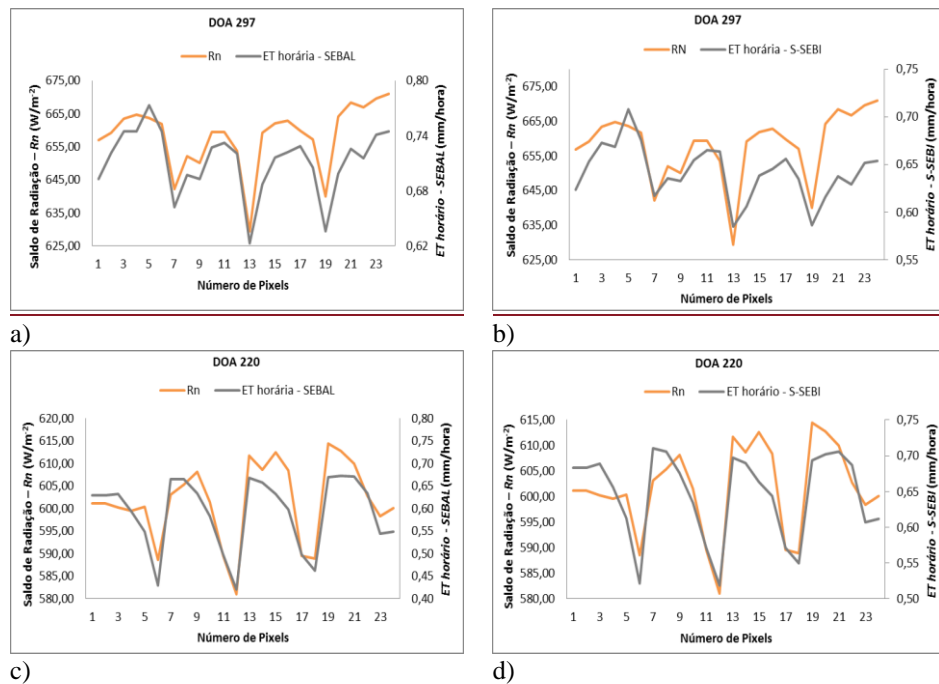 DOA 297
Rn ET horária - SEBAL
Saldo de Radiação – Rn (W/m⁻²)
675,00
665,00
655,00
645,00
635,00
625,00
0,80
0,74
0,68
0,62
ET horário - SEBAL (mm/hora)
1 3 5 7 9 11 13 15 17 19 21 23
Número de Pixels
a)
DOA 297
RN ET horária - S-SEBI
Saldo de Radiação – Rn (W/m⁻²)
675,00
665,00
655,00
645,00
635,00
625,00
0,75
0,70
0,65
0,60
0,55
ET horário - S-SEBI (mm/hora)
1 3 5 7 9 11 13 15 17 19 21 23
Número de Pixels
b)
DOA 220
Rn ET horária - SEBAL
Saldo de Radiação – Rn (W/m⁻²)
620,00
615,00
610,00
605,00
600,00
595,00
590,00
585,00
580,00
0,80
0,75
0,70
0,65
0,60
0,55
0,50
0,45
0,40
ET horário - SEBAL (mm/hora)
1 3 5 7 9 11 13 15 17 19 21 23
Número de Pixels
c)
DOA 220
Rn ET horário - S-SEBI
Saldo de Radiação – Rn (W/m⁻²)
615,00
610,00
605,00
600,00
595,00
590,00
585,00
580,00
0,75
0,70
0,65
0,60
0,55
0,50
ET horário - S-SEBI (mm/hora)
1 3 5 7 9 11 13 15 17 19 21 23
Número de Pixels
d)